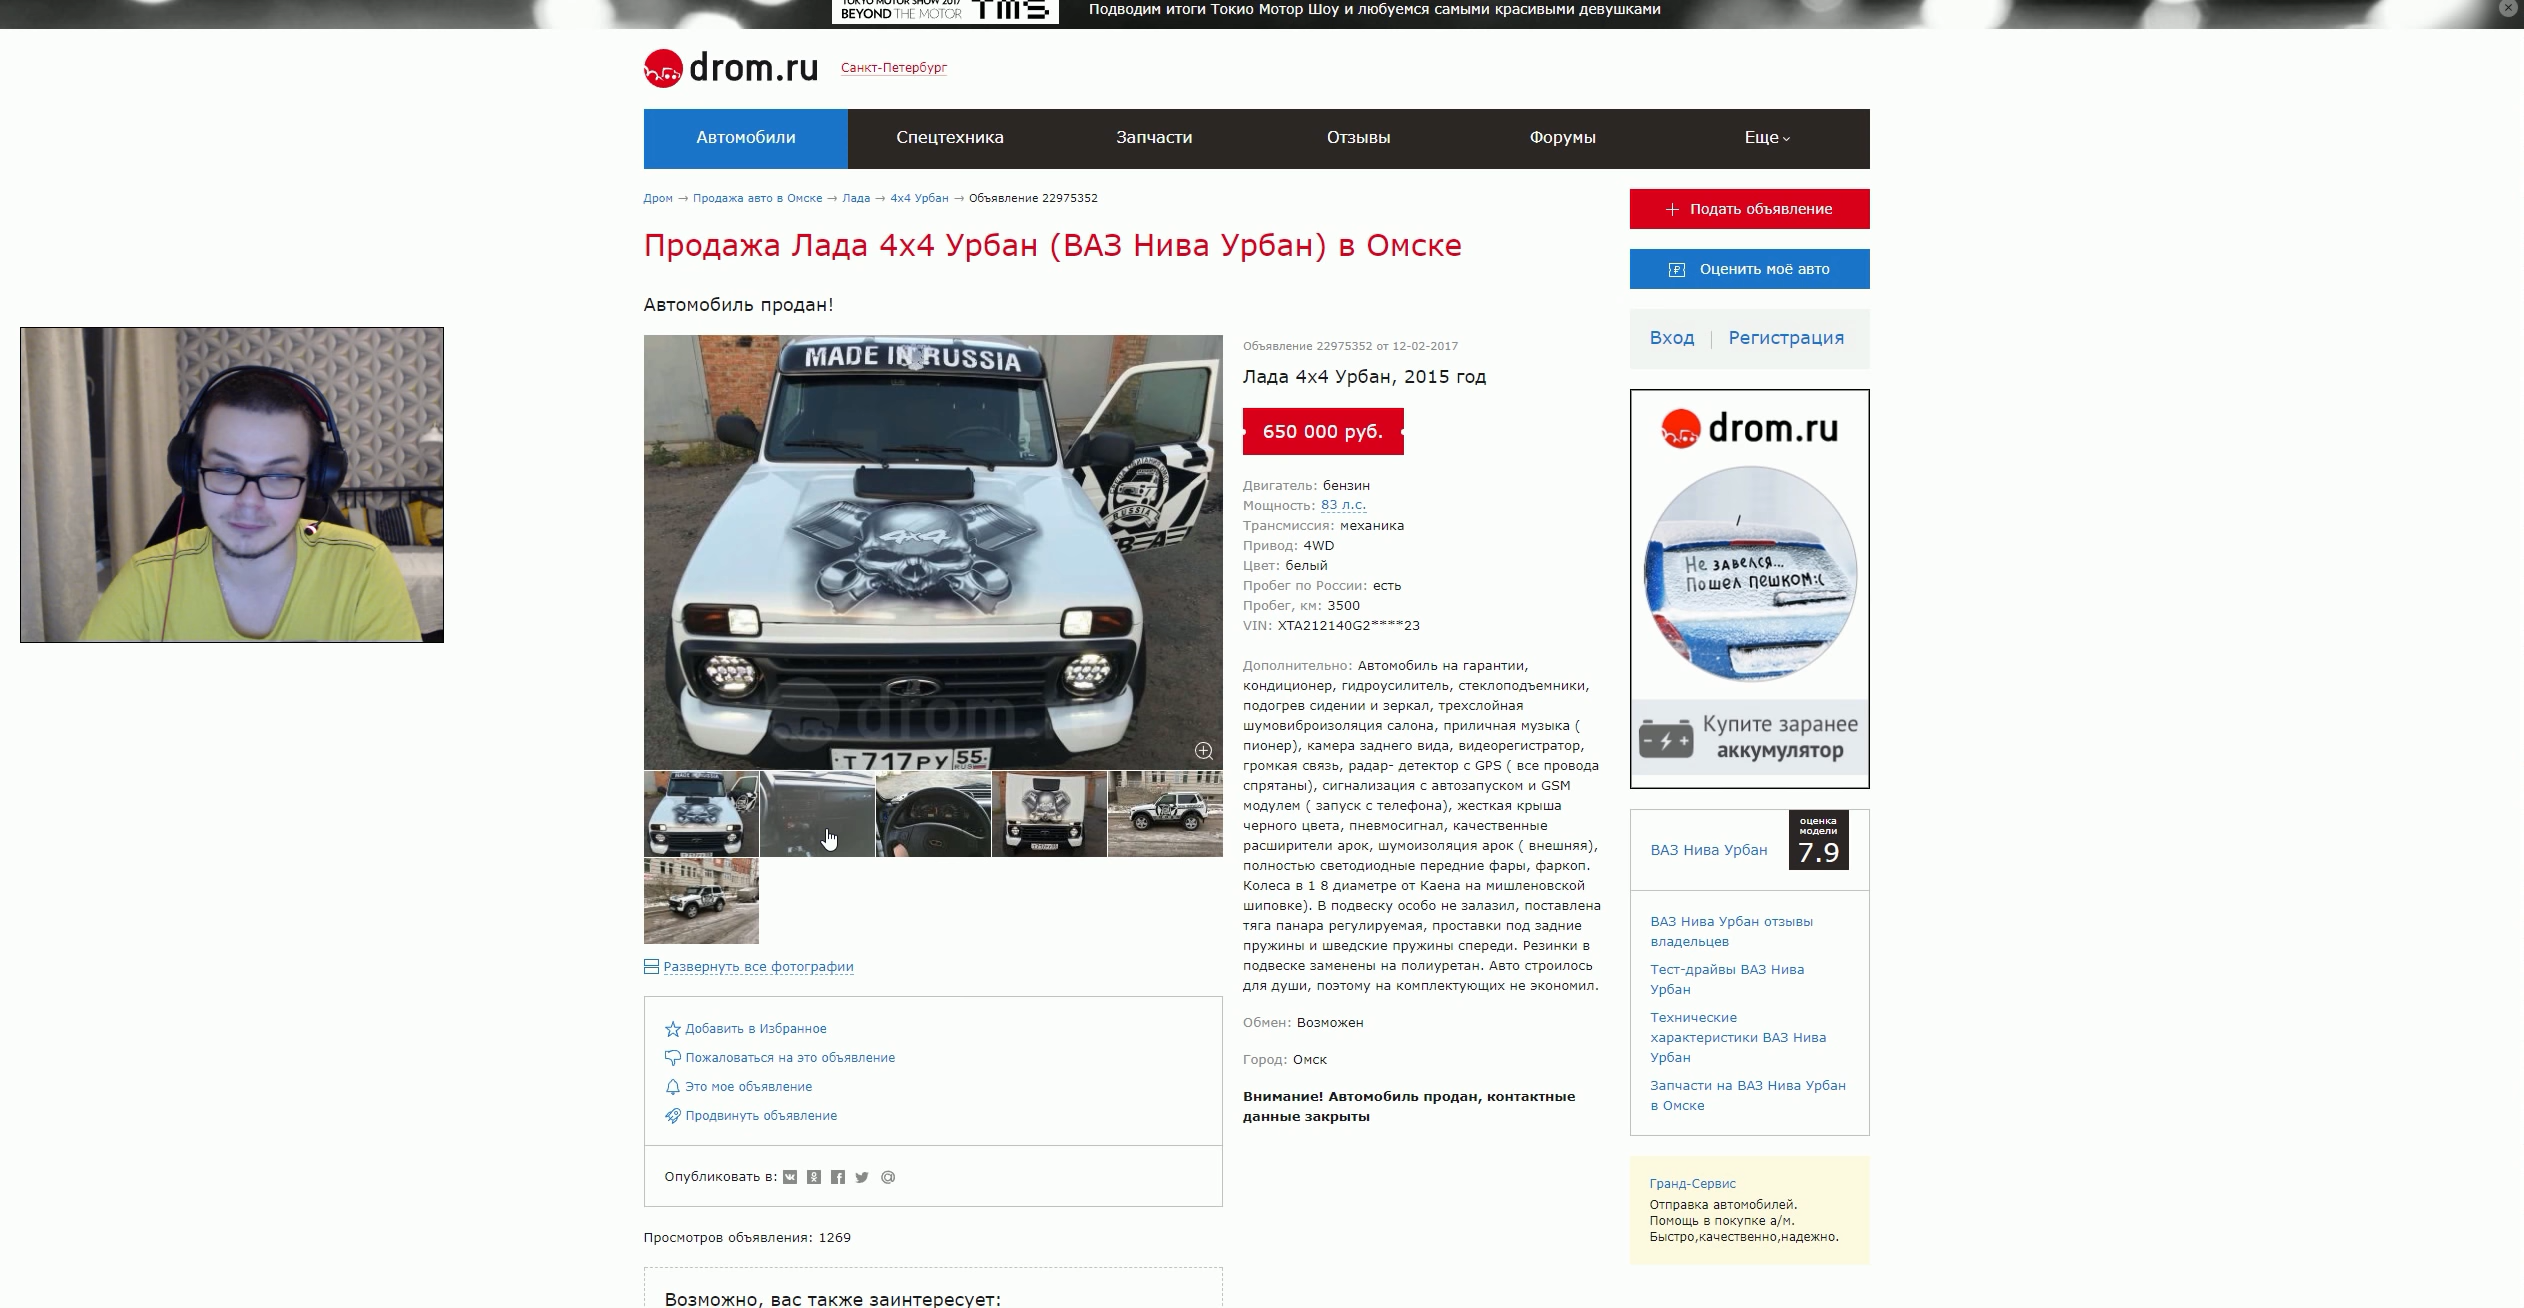 TOKYO MOTOR SHOW 2017
BEYOND THE MOTOR
TMS
Подводим итоги Токио Мотор Шоу и любуемся самыми красивыми девушками
drom.ru
Санкт-Петербург
Автомобили
Спецтехника
Запчасти
Отзывы
Форумы
Еще
Дром → Продажа авто в Омске → Лада → 4x4 Урбан → Объявление 22975352
Продажа Лада 4x4 Урбан (ВАЗ Нива Урбан) в Омске
Автомобиль продан!
MADE IN RUSSIA
4x4
RUSSIA
drom.
Т717РУ 55
RUS
Развернуть все фотографии
Добавить в Избранное
Пожаловаться на это объявление
Это мое объявление
Продвинуть объявление
Опубликовать в:
Просмотров объявления: 1269
Возможно, вас также заинтересует:
Объявление 22975352 от 12-02-2017
Лада 4x4 Урбан, 2015 год
650 000 руб.
Двигатель: бензин
Мощность: 83 л.с.
Трансмиссия: механика
Привод: 4WD
Цвет: белый
Пробег по России: есть
Пробег, км: 3500
VIN: XTA212140G2****23
Дополнительно: Автомобиль на гарантии,
кондиционер, гидроусилитель, стеклоподъемники,
подогрев сидении и зеркал, трехслойная
шумовиброизоляция салона, приличная музыка (
пионер), камера заднего вида, видеорегистратор,
громкая связь, радар- детектор с GPS ( все провода
спрятаны), сигнализация с автозапуском и GSM
модулем ( запуск с телефона), жесткая крыша
черного цвета, пневмосигнал, качественные
расширители арок, шумоизоляция арок ( внешняя),
полностью светодиодные передние фары, фаркоп.
Колеса в 1 8 диаметре от Каена на мишленовской
шиповке). В подвеску особо не залазил, поставлена
тяга панара регулируемая, проставки под задние
пружины и шведские пружины спереди. Резинки в
подвеске заменены на полиуретан. Авто строилось
для души, поэтому на комплектующих не экономил.
Обмен: Возможен
Город: Омск
Внимание! Автомобиль продан, контактные
данные закрыты
Подать объявление
Оценить моё авто
Вход
Регистрация
drom.ru
Не завелся...
Пошел пешком:(
Купите заранее
аккумулятор
ВАЗ Нива Урбан
оценка
модели
7.9
ВАЗ Нива Урбан отзывы
владельцев
Тест-драйвы ВАЗ Нива
Урбан
Технические
характеристики ВАЗ Нива
Урбан
Запчасти на ВАЗ Нива Урбан
в Омске
Гранд-Сервис
Отправка автомобилей.
Помощь в покупке а/м.
Быстро,качественно,надежно.